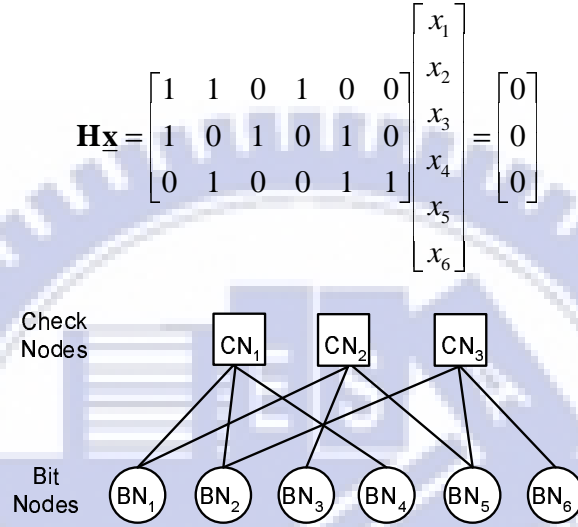 Hx = [1 1 0 1 0 0; 1 0 1 0 1 0; 0 1 0 0 1 1] [x₁; x₂; x₃; x₄; x₅; x₆] = [0; 0; 0]
Check Nodes
CN₁ CN₂ CN₃
Bit Nodes
BN₁ BN₂ BN₃ BN₄ BN₅ BN₆